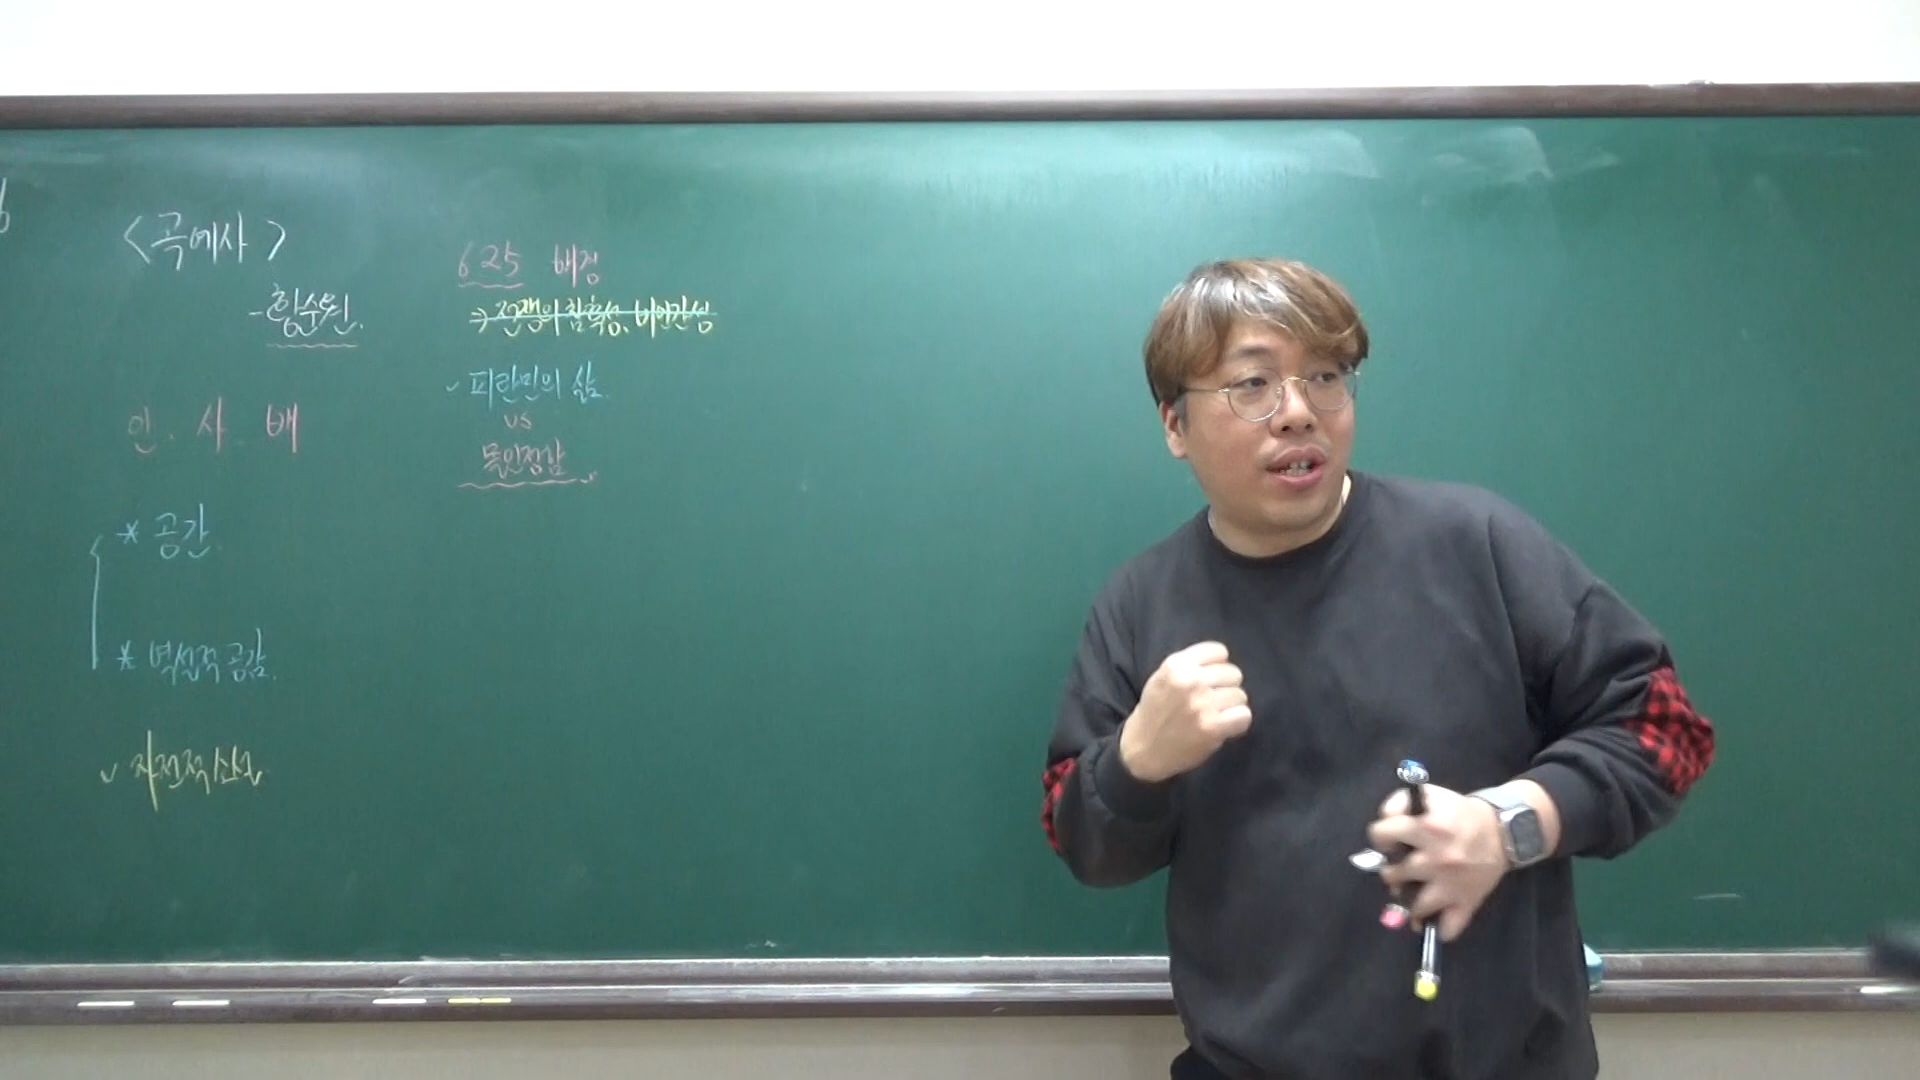 <곡예사>
-황순원.
인. 사 배
* 공간
* 역설적 공감.
✓ 자전적 소설
6 25 배경
⇒ 전쟁의 참혹성, 비인간성
✓ 피란민의 삶.
vs
몰인정함